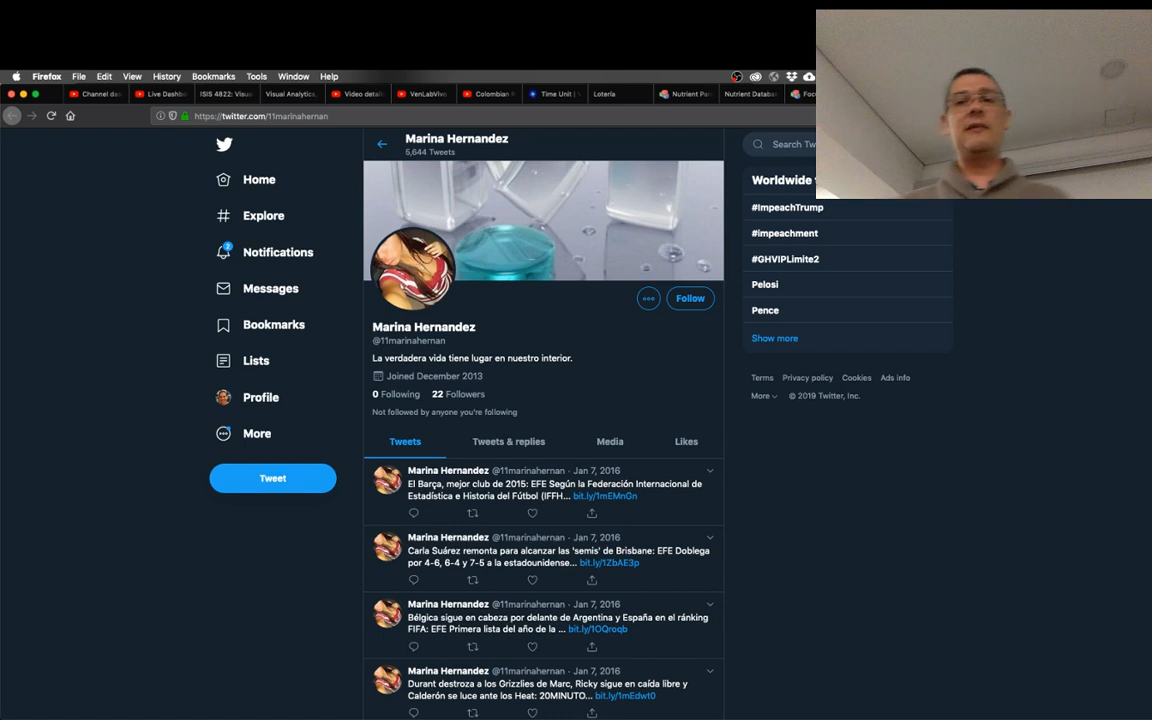 Firefox File Edit View History Bookmarks Tools Window Help
Channel das Live Dashbo ISIS 4822: Visua Visual Analytics, Video detail VenLabVivo Colombian R Time Unit | V Lotería Nutrient Par Nutrient Databa Foc
https://twitter.com/11marinahernan
Marina Hernandez
5,644 Tweets
Search Tw
Home
Explore
2
Notifications
Messages
Bookmarks
Lists
Profile
More
Tweet
Follow
Marina Hernandez
@11marinahernan
La verdadera vida tiene lugar en nuestro interior.
Joined December 2013
0 Following 22 Followers
Not followed by anyone you're following
Tweets Tweets & replies Media Likes
Marina Hernandez @11marinahernan · Jan 7, 2016
El Barça, mejor club de 2015: EFE Según la Federación Internacional de
Estadística e Historia del Fútbol (IFFH... bit.ly/1mEMnGn
Marina Hernandez @11marinahernan · Jan 7, 2016
Carla Suárez remonta para alcanzar las 'semis' de Brisbane: EFE Doblega
por 4-6, 6-4 y 7-5 a la estadounidense... bit.ly/1ZbAE3p
Marina Hernandez @11marinahernan · Jan 7, 2016
Bélgica sigue en cabeza por delante de Argentina y España en el ránking
FIFA: EFE Primera lista del año de la ... bit.ly/1OQroqb
Marina Hernandez @11marinahernan · Jan 7, 2016
Durant destroza a los Grizzlies de Marc, Ricky sigue en caída libre y
Calderón se luce ante los Heat: 20MINUTO... bit.ly/1mEdwt0
Worldwide
#ImpeachTrump
#impeachment
#GHVIPLimite2
Pelosi
Pence
Show more
Terms Privacy policy Cookies Ads info
More © 2019 Twitter, Inc.